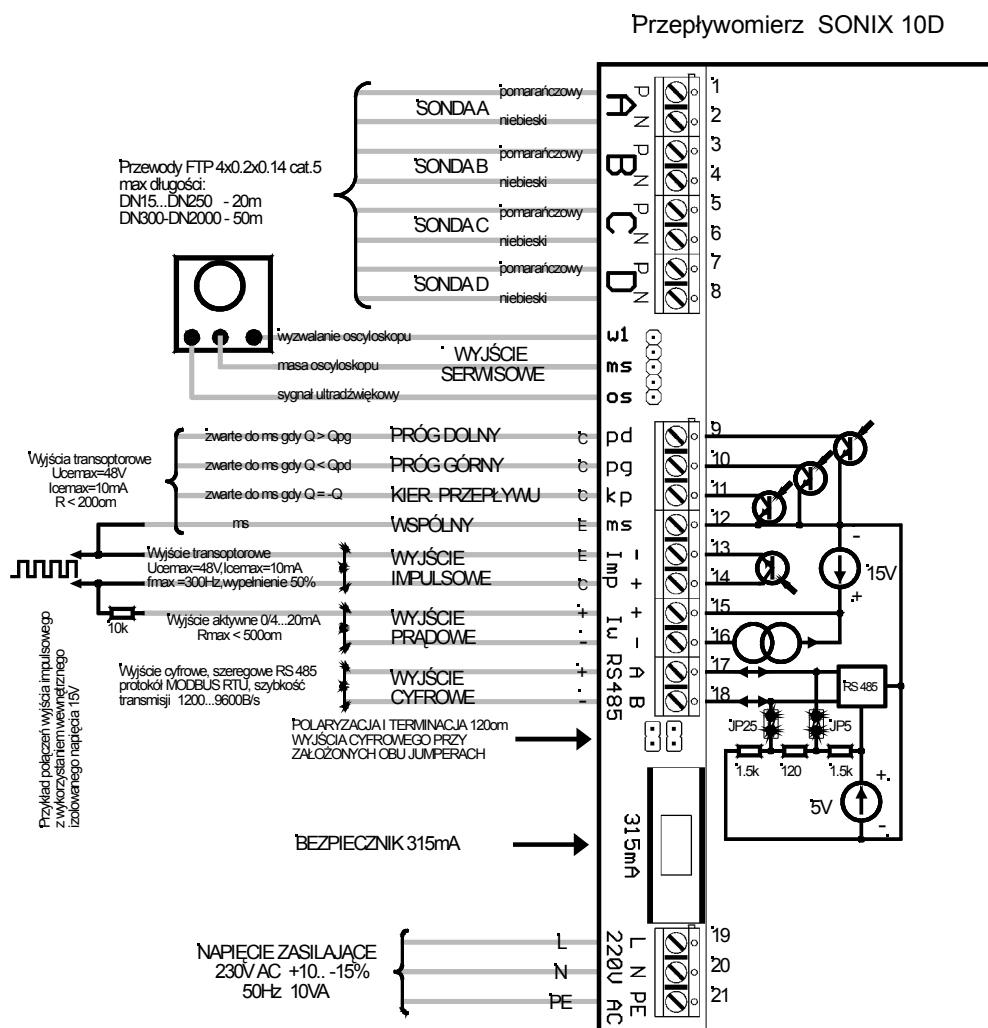 Przepływomierz SONIX 10D
Przewody FTP 4x0.2x0.14 cat.5
max długości:
DN15...DN250 - 20m
DN300-DN2000 - 50m
SONDA A
pomarańczowy
niebieski
A
P
N
1
2
SONDA B
pomarańczowy
niebieski
B
P
N
3
4
SONDA C
pomarańczowy
niebieski
C
P
N
5
6
SONDA D
pomarańczowy
niebieski
D
P
N
7
8
wyzwalanie oscyloskopu
masa oscyloskopu
sygnał ultradźwiękowy
WYJŚCIE
SERWISOWE
w1
ms
os
Wyjścia transoptorowe
Ucemax=48V
Icemax=10mA
R < 200om
zwarte do ms gdy Q > Qpg PRÓG DOLNY C pd 9
zwarte do ms gdy Q < Qpd PRÓG GÓRNY C pg 10
zwarte do ms gdy Q = -Q KIER. PRZEPŁYWU C kp 11
ms WSPÓLNY E ms 12
Wyjście transoptorowe
Ucemax=48V,Icemax=10mA
fmax =300Hz,wypełnienie 50%
WYJŚCIE
IMPULSOWE
E
C
Imp
-
+
13
14
-
15V
+
10k
Wyjście aktywne 0/4...20mA
Rmax < 500om
WYJŚCIE
PRĄDOWE
+
-
Iw
+
-
15
16
Wyjście cyfrowe, szeregowe RS 485
protokół MODBUS RTU, szybkość
transmisji 1200...9600B/s
WYJŚCIE
CYFROWE
+
-
RS485
A
B
17
18
RS 485
JP25
JP5
1.5k
120
1.5k
5V
+
-
POLARYZACJA I TERMINACJA 120om
WYJŚCIA CYFROWEGO PRZY
ZAŁOŻONYCH OBU JUMPERACH
Przykład połączeń wyjścia impulsowego
z wykorzystaniem wewnętrznego
izolowanego napięcia 15V
BEZPIECZNIK 315mA
315mA
NAPIĘCIE ZASILAJĄCE
230V AC +10.. -15%
50Hz 10VA
L
N
PE
220V AC
L
N
PE
19
20
21